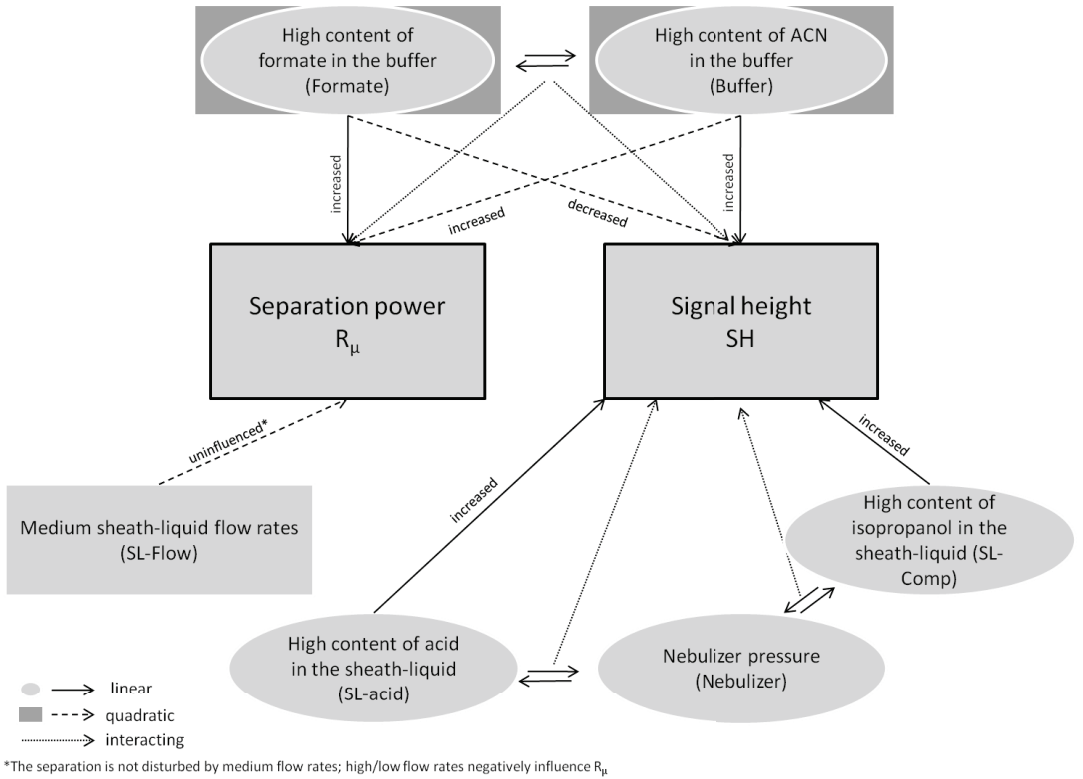 High content of
formate in the buffer
(Formate)
High content of ACN
in the buffer
(Buffer)
increased
increased
decreased
increased
Separation power
Rμ
Signal height
SH
uninfluenced*
increased
increased
Medium sheath-liquid flow rates
(SL-Flow)
High content of
isopropanol in the
sheath-liquid (SL-
Comp)
High content of acid
in the sheath-liquid
(SL-acid)
Nebulizer pressure
(Nebulizer)
linear
quadratic
interacting
*The separation is not disturbed by medium flow rates; high/low flow rates negatively influence Rμ